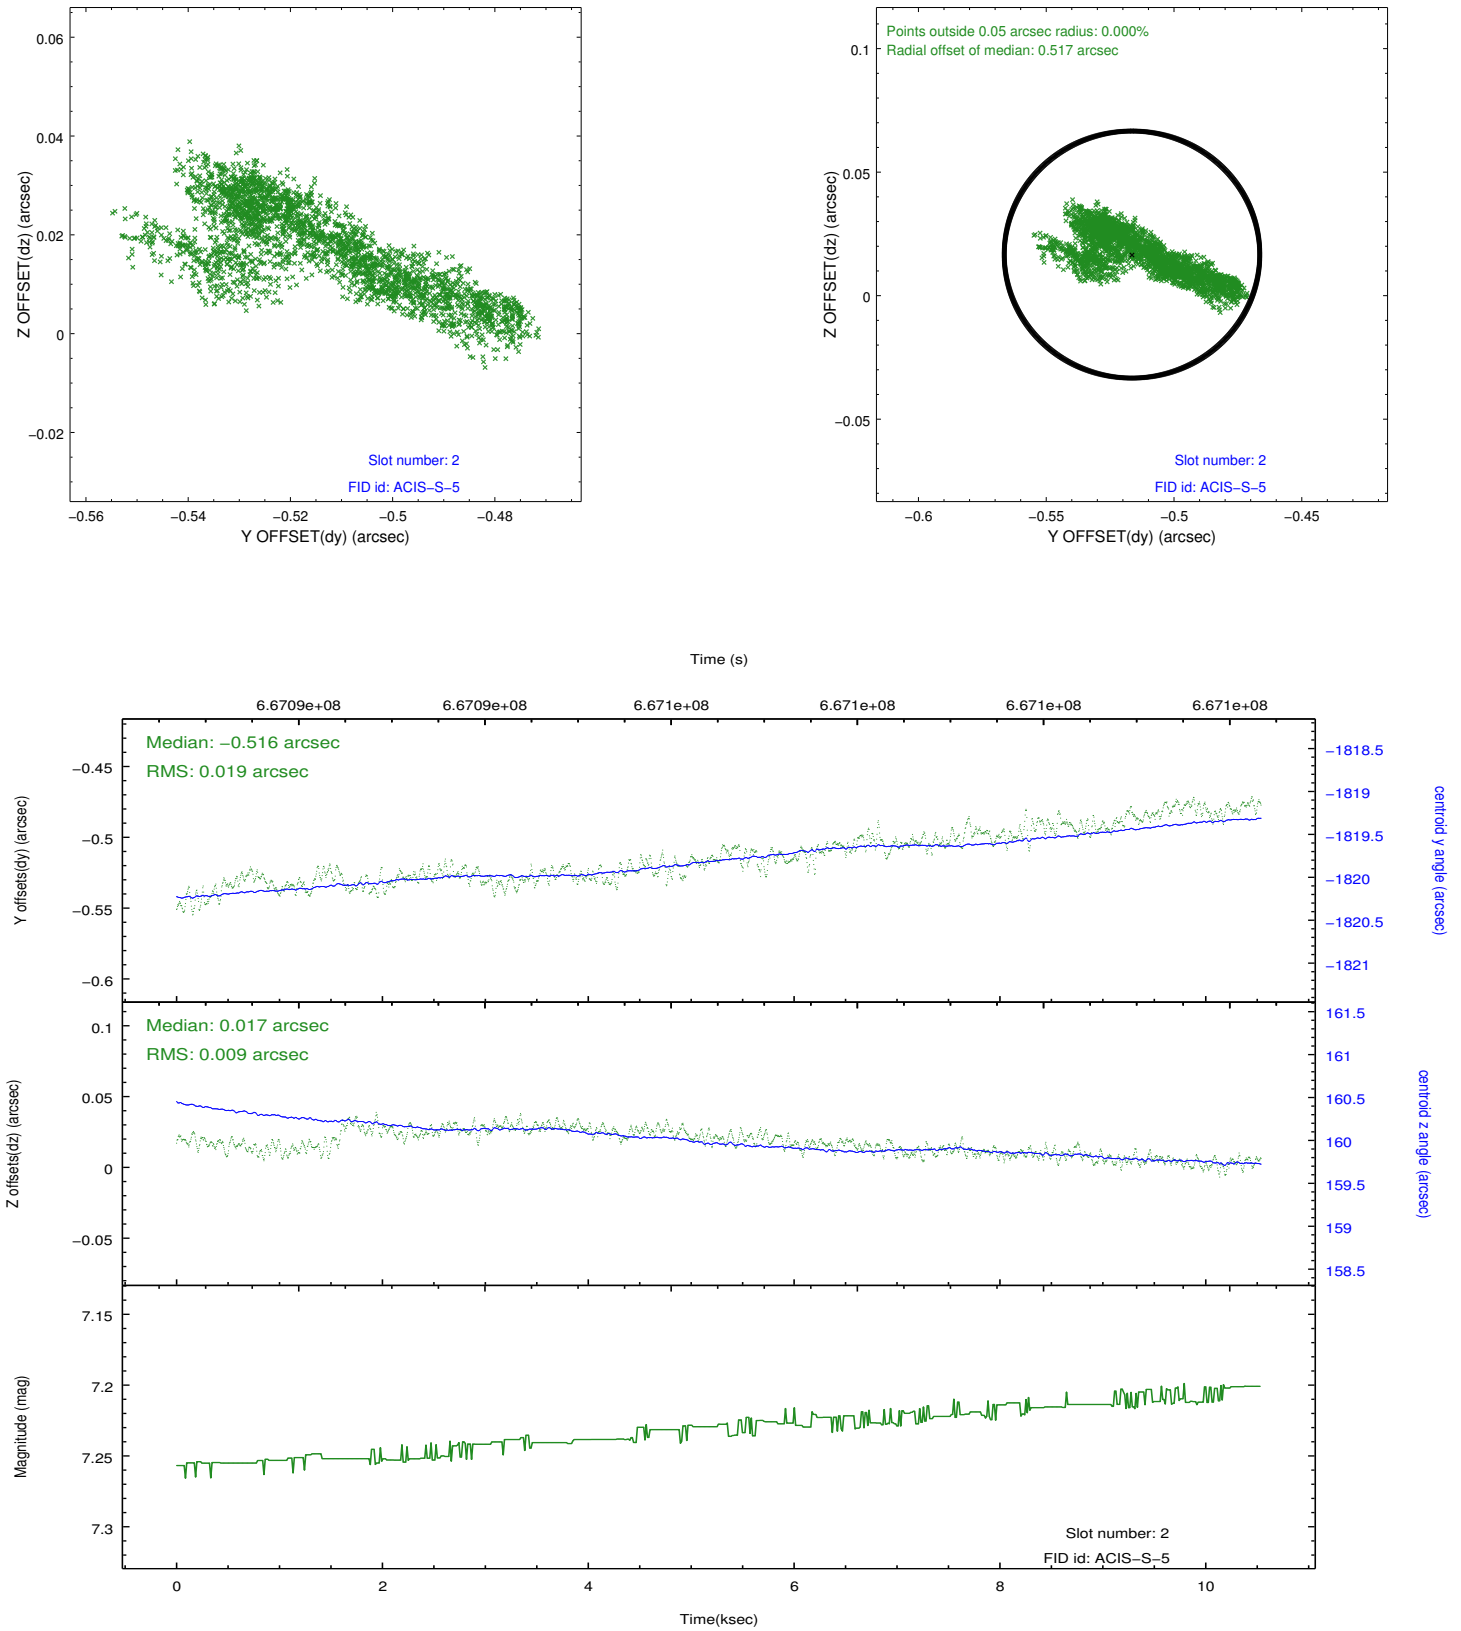 0.06
0.04
0.02
0
−0.02
Z OFFSET(dz) (arcsec)
Slot number: 2
FID id: ACIS−S−5
−0.56
−0.54
−0.52
−0.5
−0.48
Y OFFSET(dy) (arcsec)
Points outside 0.05 arcsec radius: 0.000%
Radial offset of median: 0.517 arcsec
0.1
0.05
0
−0.05
Z OFFSET(dz) (arcsec)
Slot number: 2
FID id: ACIS−S−5
−0.6
−0.55
−0.5
−0.45
Y OFFSET(dy) (arcsec)
Time (s)
6.6709e+08
6.6709e+08
6.671e+08
6.671e+08
6.671e+08
6.671e+08
Median: −0.516 arcsec
RMS: 0.019 arcsec
−0.45
−0.5
−0.55
−0.6
Y offsets(dy) (arcsec)
−1818.5
−1819
−1819.5
−1820
−1820.5
−1821
centroid y angle (arcsec)
Median: 0.017 arcsec
RMS: 0.009 arcsec
0.1
0.05
0
−0.05
Z offsets(dz) (arcsec)
161.5
161
160.5
160
159.5
159
158.5
centroid z angle (arcsec)
7.15
7.2
7.25
7.3
Magnitude (mag)
Slot number: 2
FID id: ACIS−S−5
0
2
4
6
8
10
Time(ksec)